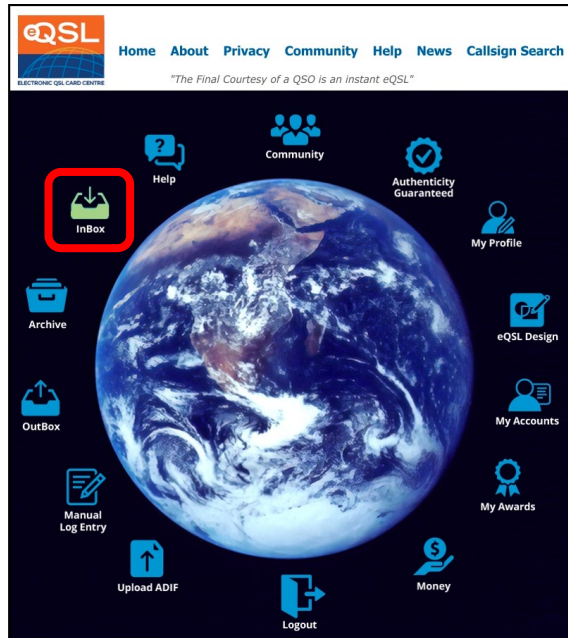 eQSL
ELECTRONIC QSL CARD CENTRE
Home About Privacy Community Help News Callsign Search
"The Final Courtesy of a QSO is an instant eQSL"
Community
Help
Authenticity
Guaranteed
InBox
My Profile
Archive
eQSL Design
OutBox
My Accounts
Manual
Log Entry
My Awards
Upload ADIF
Money
Logout